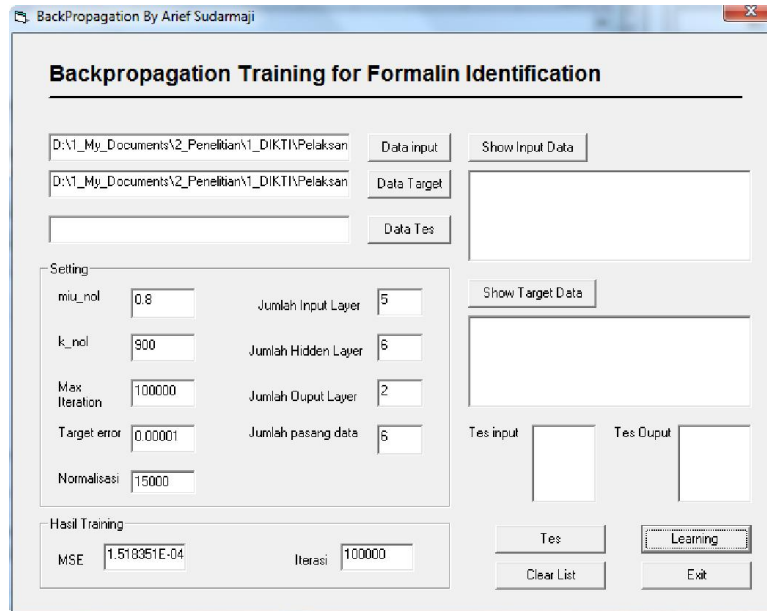 BackPropagation By Arief Sudarmaji
X
Backpropagation Training for Formalin Identification
D:\1_My_Documents\2_Penelitian\1_DIKTI\Pelaksan
Data input
Show Input Data
D:\1_My_Documents\2_Penelitian\1_DIKTI\Pelaksan
Data Target
Data Tes
Setting
miu_nol 0.8
Jumlah Input Layer 5
Show Target Data
k_nol 900
Jumlah Hidden Layer 6
Max Iteration 100000
Jumlah Ouput Layer 2
Target error 0.00001
Jumlah pasang data 6
Tes input
Tes Ouput
Normalisasi 15000
Hasil Training
MSE 1.518351E-04
Iterasi 100000
Tes
Learning
Clear List
Exit